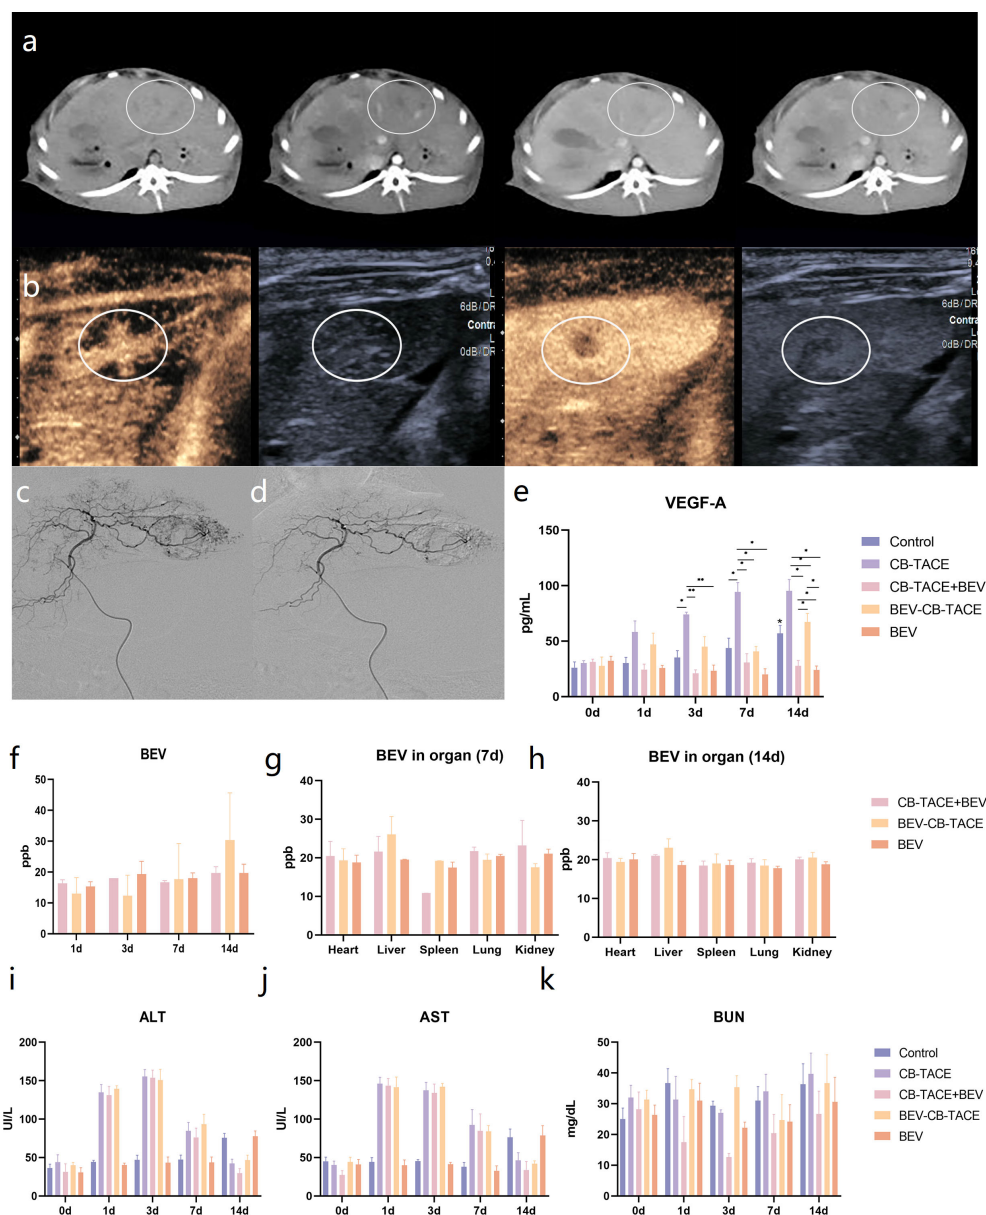 a
b
18f
0.4
L
6dB/DR
Contra
L
0dB/DR
0.
L
6dB/DR
Contra
L
0dB/DR
c
d
e
VEGF-A
150
100
50
0
pg/mL
0d 1d 3d 7d 14d
* ** ** * * * * * * * * * * *
Control
CB-TACE
CB-TACE+BEV
BEV-CB-TACE
BEV
f
BEV
50
40
30
20
10
0
ppb
1d 3d 7d 14d
g
BEV in organ (7d)
40
30
20
10
0
ppb
Heart Liver Spleen Lung Kidney
h
BEV in organ (14d)
40
30
20
10
0
ppb
Heart Liver Spleen Lung Kidney
CB-TACE+BEV
BEV-CB-TACE
BEV
i
ALT
200
150
100
50
0
UI/L
0d 1d 3d 7d 14d
j
AST
200
150
100
50
0
UI/L
0d 1d 3d 7d 14d
k
BUN
50
40
30
20
10
0
mg/dL
0d 1d 3d 7d 14d
Control
CB-TACE
CB-TACE+BEV
BEV-CB-TACE
BEV